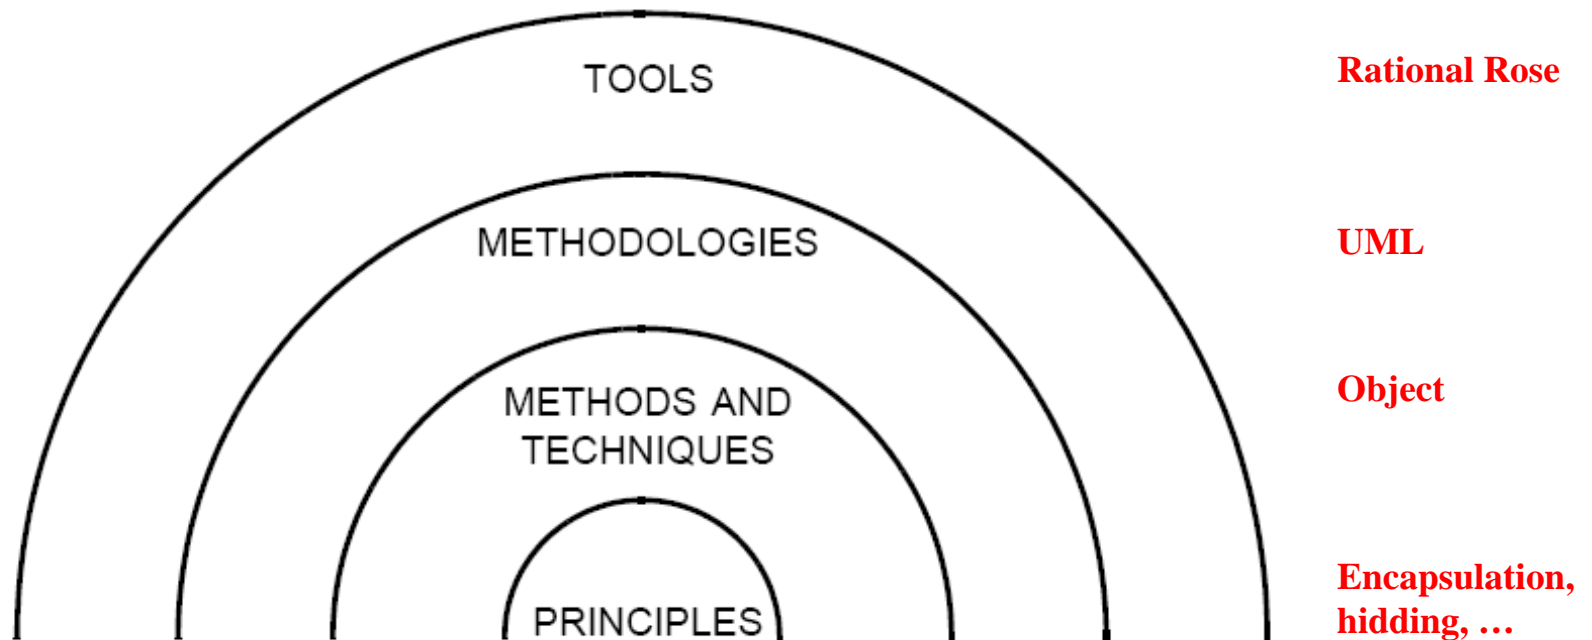 TOOLS
Rational Rose
METHODOLOGIES
UML
METHODS AND
TECHNIQUES
Object
PRINCIPLES
Encapsulation,
hidding, …